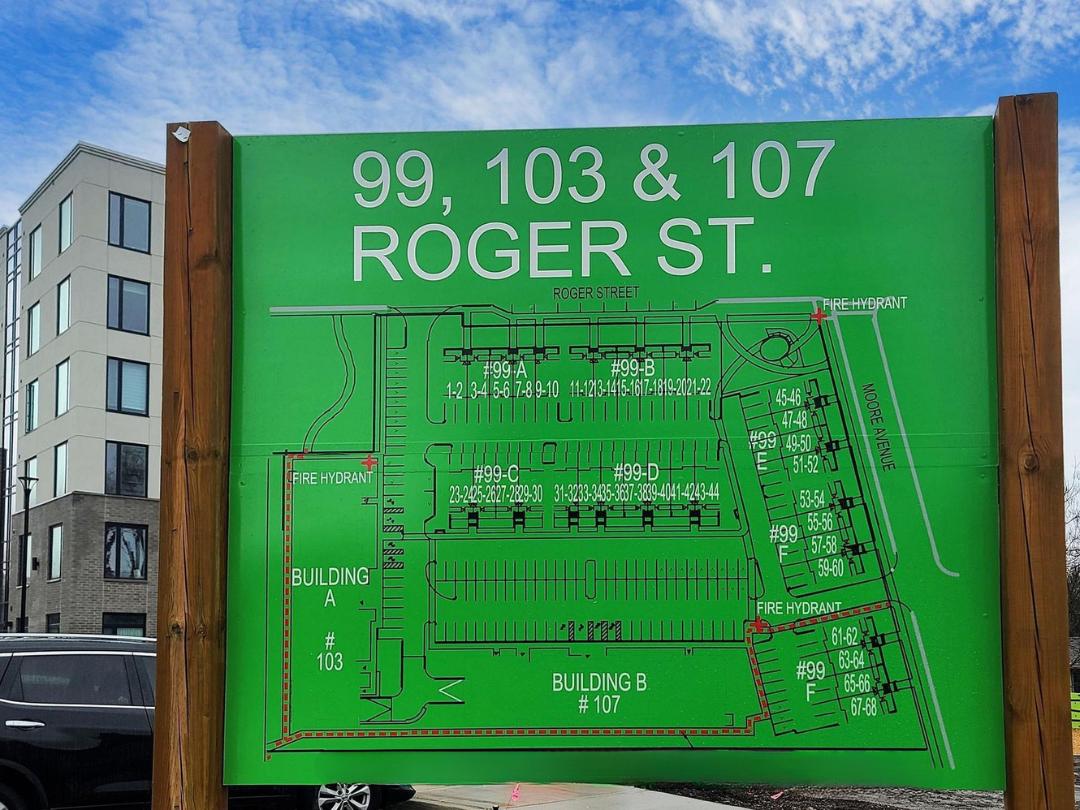 99, 103 & 107
ROGER ST.
ROGER STREET
FIRE HYDRANT
#99-A
1-2 3-4 5-6 7-8 9-10
#99-B
11-12 13-14 15-16 17-18 19-20 21-22
MOORE AVENUE
#99
E
45-46
47-48
49-50
51-52
FIRE HYDRANT
#99-C
23-24 25-26 27-28 29-30
#99-D
31-32 33-34 35-36 37-38 39-40 41-42 43-44
#99
F
53-54
55-56
57-58
59-60
BUILDING
A
#
103
FIRE HYDRANT
#99
F
61-62
63-64
65-66
67-68
BUILDING B
# 107